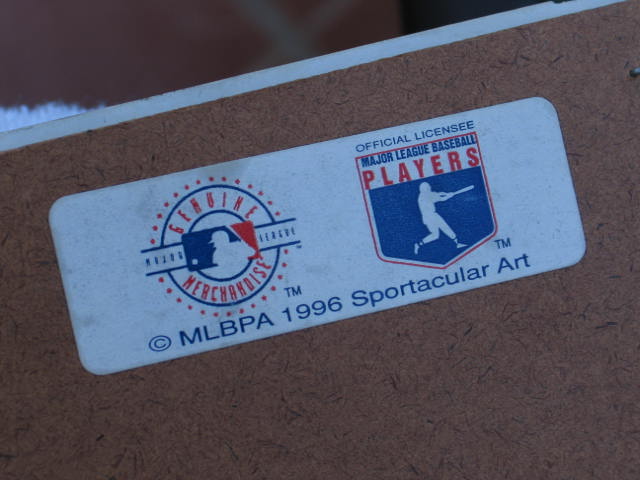 GENUINE
MAJOR LEAGUE
MERCHANDISE
TM
OFFICIAL LICENSEE
MAJOR LEAGUE BASEBALL
PLAYERS
TM
© MLBPA 1996 Sportacular Art